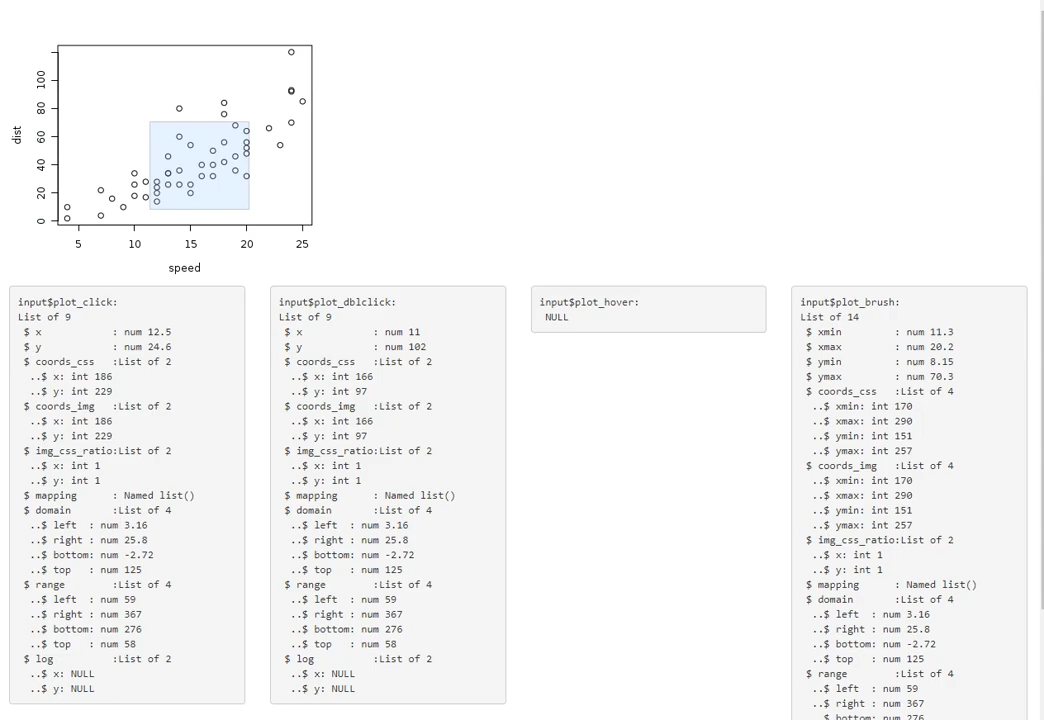 100
80
dist
60
40
20
0
5 10 15 20 25
speed
input$plot_click:
List of 9
$ x : num 12.5
$ y : num 24.6
$ coords_css :List of 2
..$ x: int 186
..$ y: int 229
$ coords_img :List of 2
..$ x: int 186
..$ y: int 229
$ img_css_ratio:List of 2
..$ x: int 1
..$ y: int 1
$ mapping : Named list()
$ domain :List of 4
..$ left : num 3.16
..$ right : num 25.8
..$ bottom: num -2.72
..$ top : num 125
$ range :List of 4
..$ left : num 59
..$ right : num 367
..$ bottom: num 276
..$ top : num 58
$ log :List of 2
..$ x: NULL
..$ y: NULL
input$plot_dblclick:
List of 9
$ x : num 11
$ y : num 102
$ coords_css :List of 2
..$ x: int 166
..$ y: int 97
$ coords_img :List of 2
..$ x: int 166
..$ y: int 97
$ img_css_ratio:List of 2
..$ x: int 1
..$ y: int 1
$ mapping : Named list()
$ domain :List of 4
..$ left : num 3.16
..$ right : num 25.8
..$ bottom: num -2.72
..$ top : num 125
$ range :List of 4
..$ left : num 59
..$ right : num 367
..$ bottom: num 276
..$ top : num 58
$ log :List of 2
..$ x: NULL
..$ y: NULL
input$plot_hover:
NULL
input$plot_brush:
List of 14
$ xmin : num 11.3
$ xmax : num 20.2
$ ymin : num 8.15
$ ymax : num 70.3
$ coords_css :List of 4
..$ xmin: int 170
..$ xmax: int 290
..$ ymin: int 151
..$ ymax: int 257
$ coords_img :List of 4
..$ xmin: int 170
..$ xmax: int 290
..$ ymin: int 151
..$ ymax: int 257
$ img_css_ratio:List of 2
..$ x: int 1
..$ y: int 1
$ mapping : Named list()
$ domain :List of 4
..$ left : num 3.16
..$ right : num 25.8
..$ bottom: num -2.72
..$ top : num 125
$ range :List of 4
..$ left : num 59
..$ right : num 367
..$ bottom: num 276